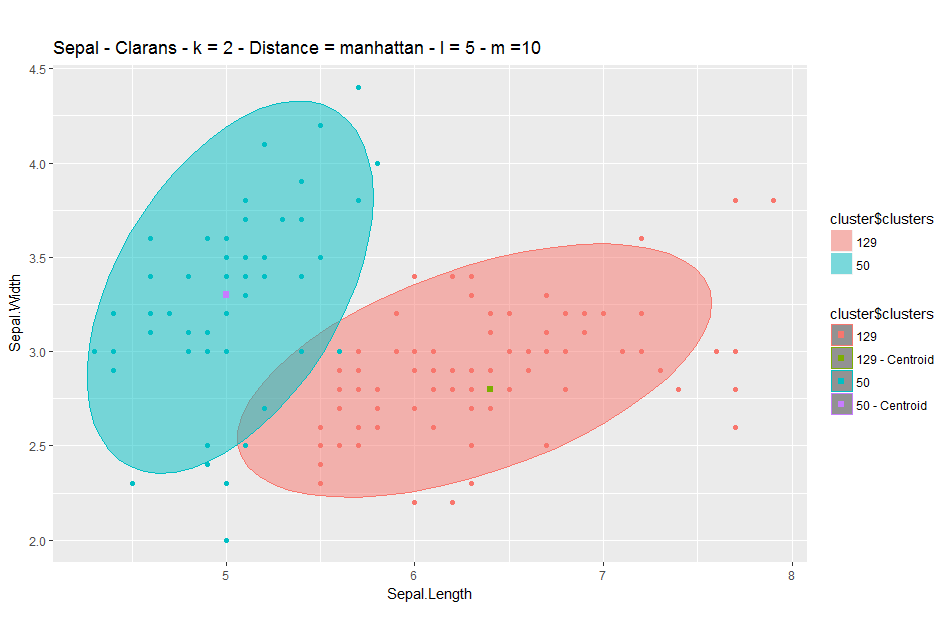 Sepal - Clarans - k = 2 - Distance = manhattan - l = 5 - m =10
4.5
4.0
3.5
3.0
2.5
2.0
Sepal.Width
5
6
7
8
Sepal.Length
cluster$clusters
129
50
cluster$clusters
129
129 - Centroid
50
50 - Centroid